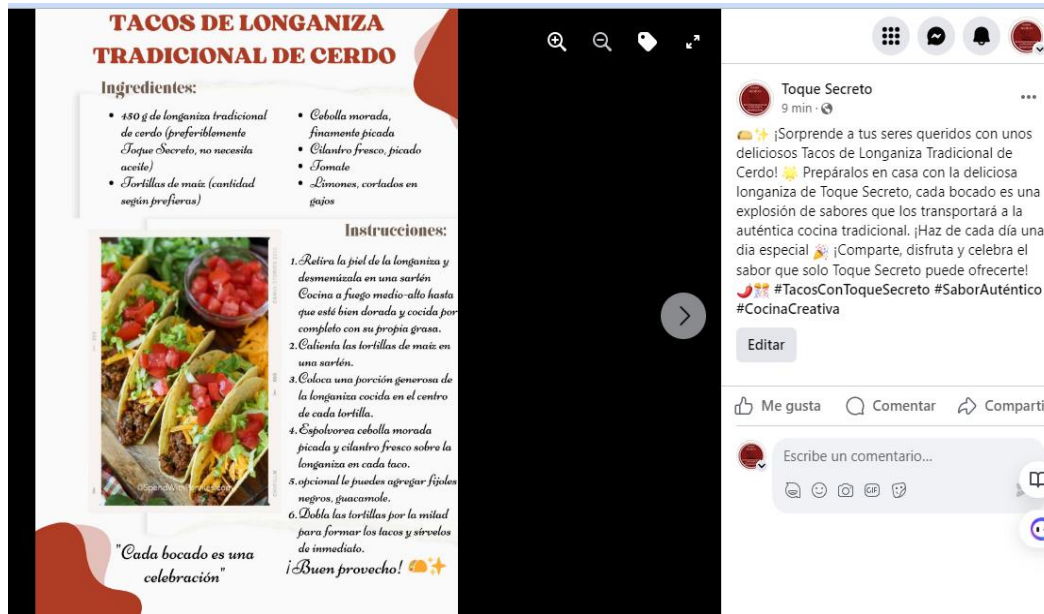 TACOS DE LONGANIZA
TRADICIONAL DE CERDO
Ingredientes:
• 450 g de longaniza tradicional
de cerdo (preferiblemente
Toque Secreto, no necesita
aceite)
• Tortillas de maíz (cantidad
según prefieras)
• Cebolla morada,
finamente picada
• Cilantro fresco, picado
• Tomate
• Limones, cortados en
gajos
Instrucciones:
1. Retira la piel de la longaniza y
desmenúzala en una sartén
Cocina a fuego medio-alto hasta
que esté bien dorada y cocida por
completo con su propia grasa.
2. Calienta las tortillas de maíz en
una sartén.
3. Coloca una porción generosa de
la longaniza cocida en el centro
de cada tortilla.
4. Espolvorea cebolla morada
picada y cilantro fresco sobre la
longaniza en cada taco.
5. opcional le puedes agregar fijoles
negros, guacamole.
6. Dobla las tortillas por la mitad
para formar los tacos y sírvelos
de inmediato.
¡Buen provecho! 🌮✨
"Cada bocado es una
celebración"
Toque Secreto
9 min ·
🌮✨ ¡Sorprende a tus seres queridos con unos
deliciosos Tacos de Longaniza Tradicional de
Cerdo! 🌟 Prepáralos en casa con la deliciosa
longaniza de Toque Secreto, cada bocado es una
explosión de sabores que los transportará a la
auténtica cocina tradicional. ¡Haz de cada día una
dia especial 🎉 ¡Comparte, disfruta y celebra el
sabor que solo Toque Secreto puede ofrecerte!
🌶️🎊 #TacosConToqueSecreto #SaborAuténtico
#CocinaCreativa
Editar
Me gusta
Comentar
Comparti
Escribe un comentario...
GIF